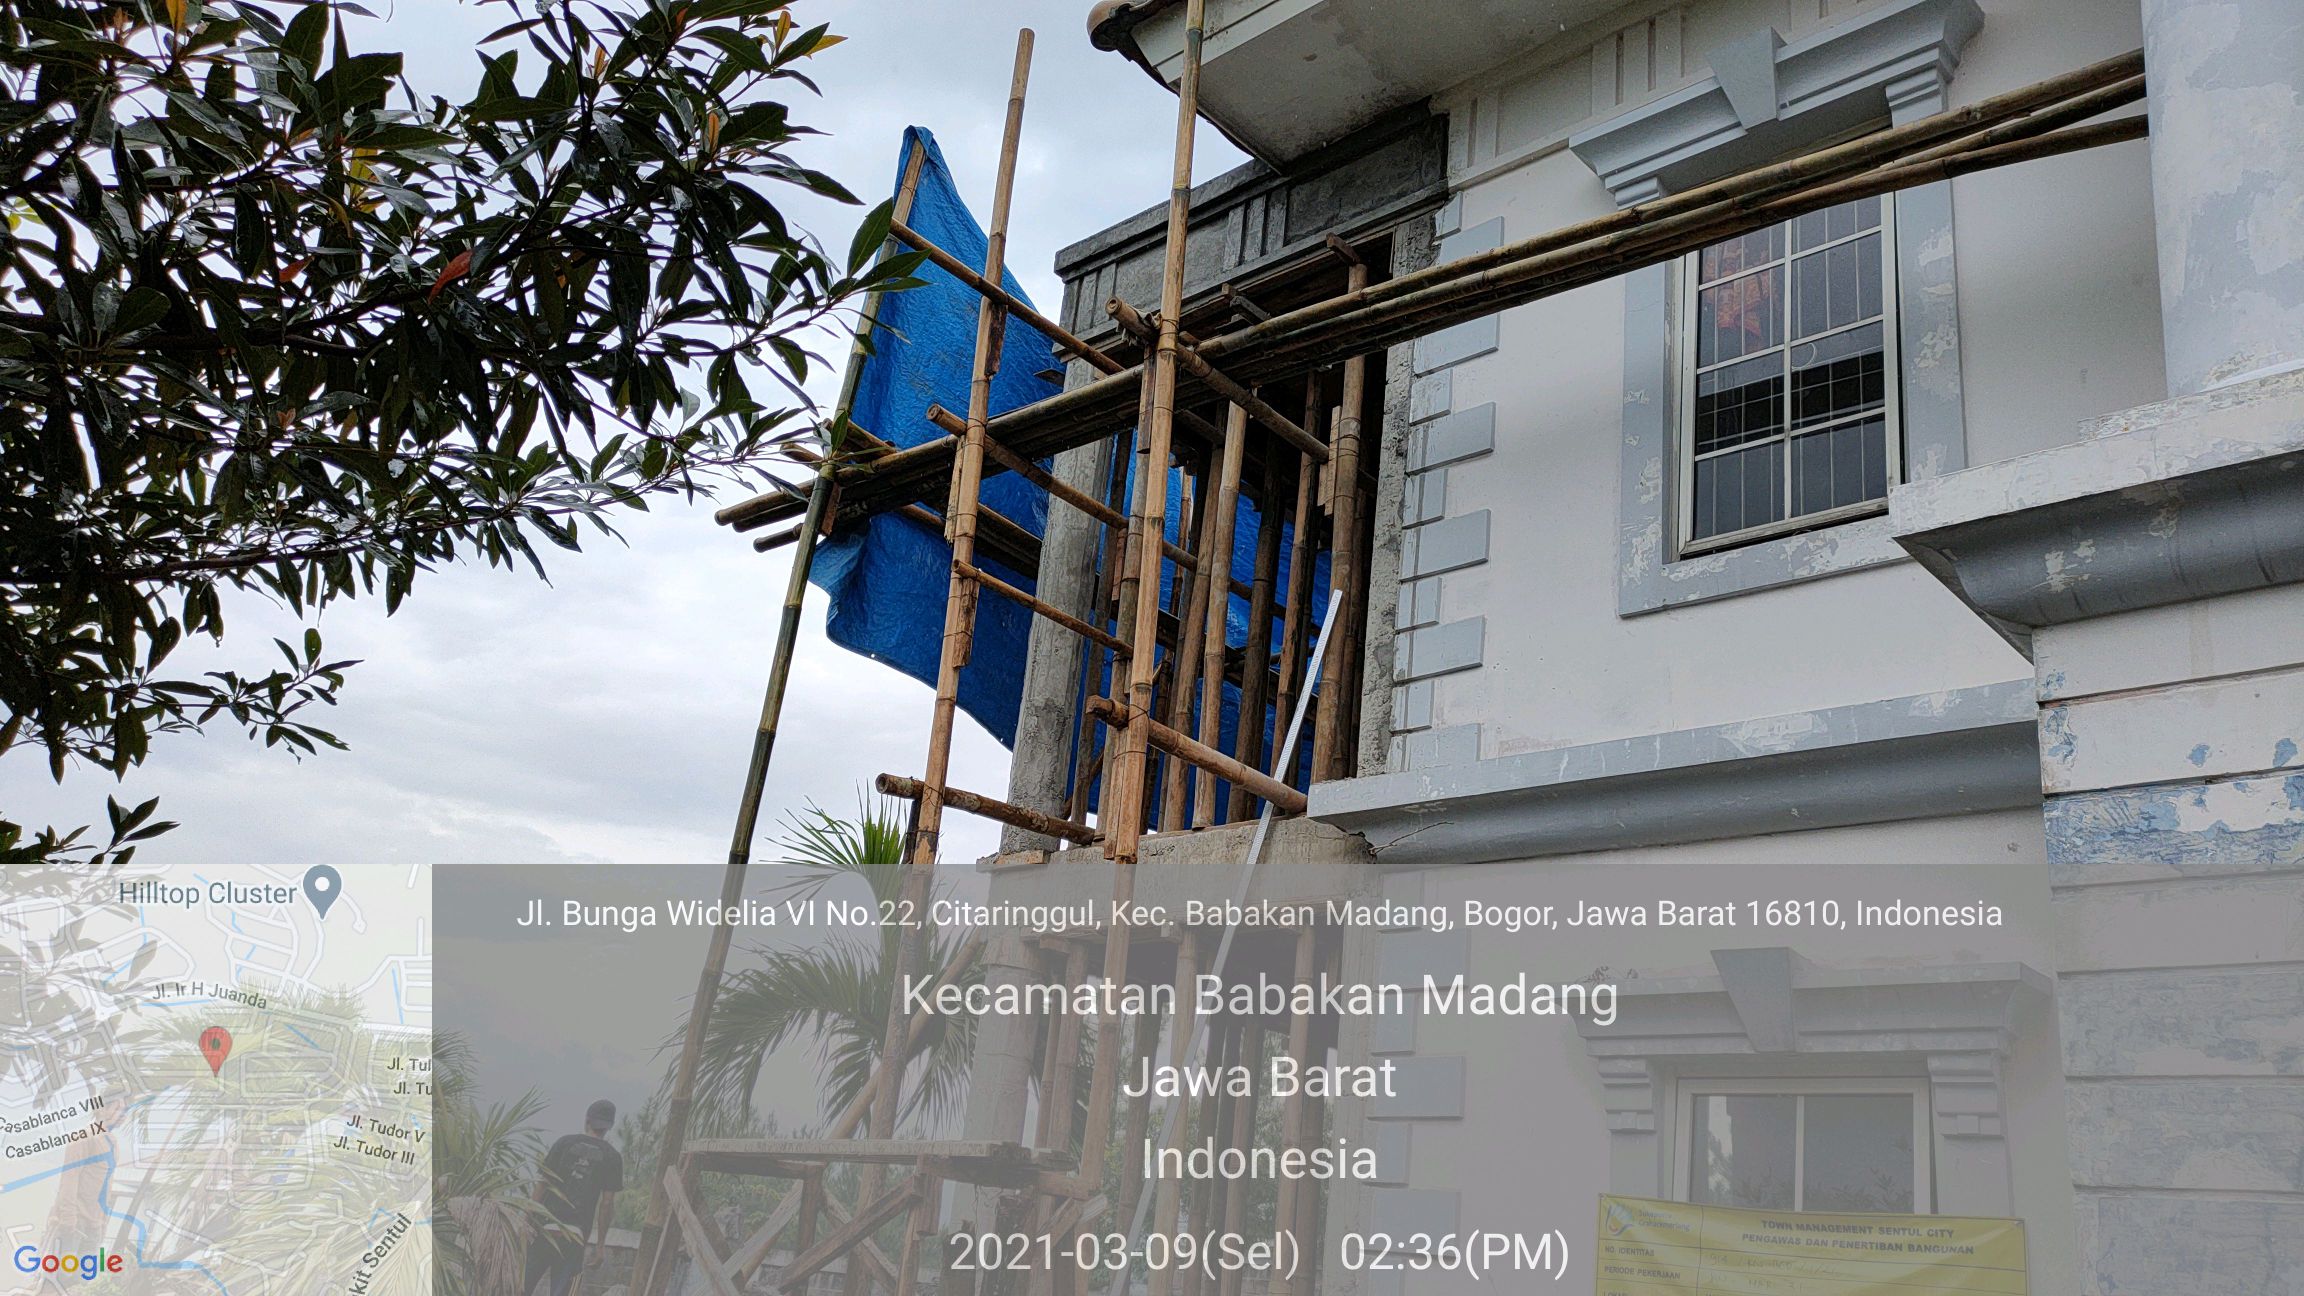 Hilltop Cluster
Jl. Ir H Juanda
Jl. Tul
Jl. Tu
Casablanca VIII
Casablanca IX
Jl. Tudor V
Jl. Tudor III
kit Sentul
Google
Jl. Bunga Widelia VI No.22, Citaringgul, Kec. Babakan Madang, Bogor, Jawa Barat 16810, Indonesia
Kecamatan Babakan Madang
Jawa Barat
Indonesia
2021-03-09(Sel) 02:36(PM)
TOWN MANAGEMENT SENTUL CITY
PENGAWAS DAN PENERTIBAN BANGUNAN
NO. IDENTITAS
PERIODE PEKERJAAN